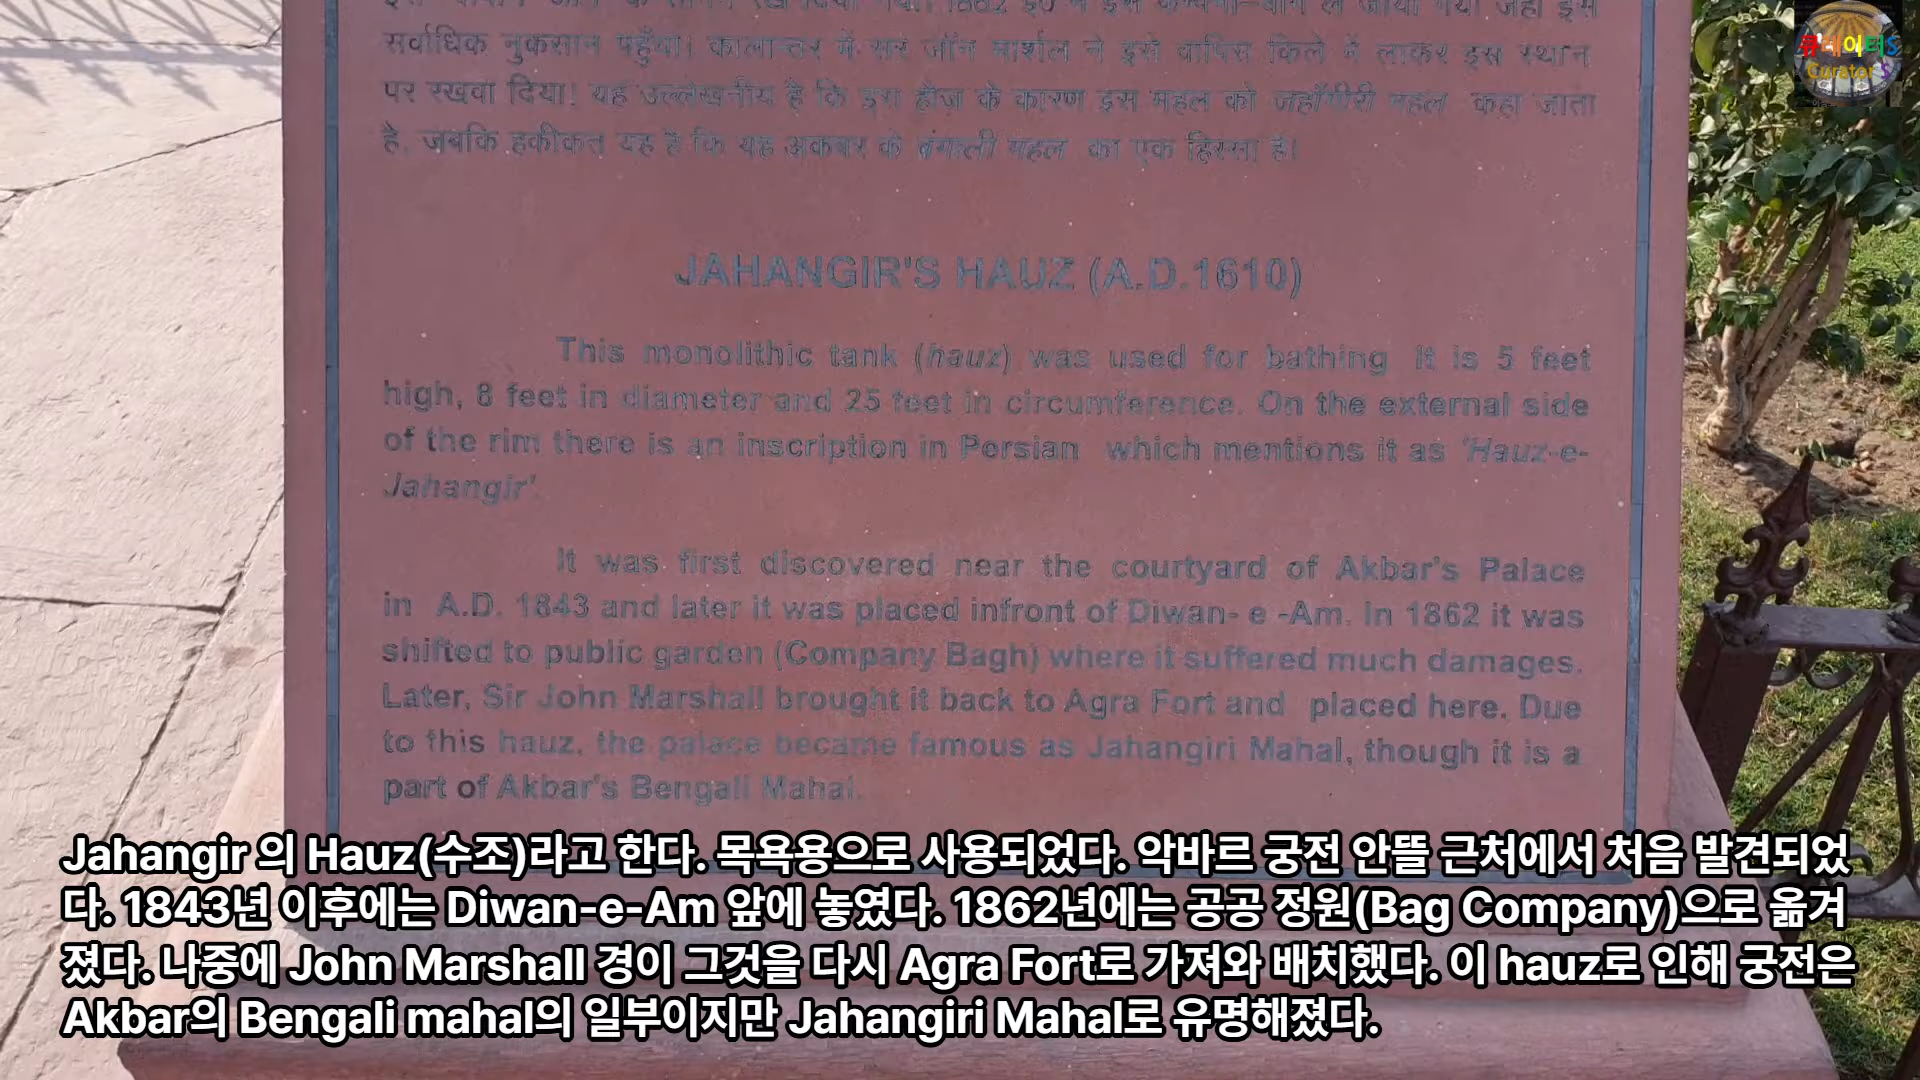 सर्वाधिक नुकसान पहुँचा। कालान्तर में सर जॉन मार्शल ने इसे वापिस किले में लाकर इस स्थान
पर रखवा दिया। यह उल्लेखनीय है कि इस हौज के कारण इस महल को जहाँगीरी महल कहा जाता
है, जबकि हकीकत यह है कि यह अकबर के बंगाली महल का एक हिस्सा है।
JAHANGIR'S HAUZ (A.D.1610)
This monolithic tank (hauz) was used for bathing It is 5 feet
high, 8 feet in diameter and 25 feet in circumference. On the external side
of the rim there is an inscription in Persian which mentions it as 'Hauz-e-
Jahangir'.
It was first discovered near the courtyard of Akbar's Palace
in A.D. 1843 and later it was placed infront of Diwan- e -Am. In 1862 it was
shifted to public garden (Company Bagh) where it suffered much damages.
Later, Sir John Marshall brought it back to Agra Fort and placed here. Due
to this hauz, the palace became famous as Jahangiri Mahal, though it is a
part of Akbar's Bengali Mahal.
Jahangir 의 Hauz(수조)라고 한다. 목욕용으로 사용되었다. 악바르 궁전 안뜰 근처에서 처음 발견되었
다. 1843년 이후에는 Diwan-e-Am 앞에 놓였다. 1862년에는 공공 정원(Bag Company)으로 옮겨
졌다. 나중에 John Marshall 경이 그것을 다시 Agra Fort로 가져와 배치했다. 이 hauz로 인해 궁전은
Akbar의 Bengali mahal의 일부이지만 Jahangiri Mahal로 유명해졌다.
큐레이터S
Curator S